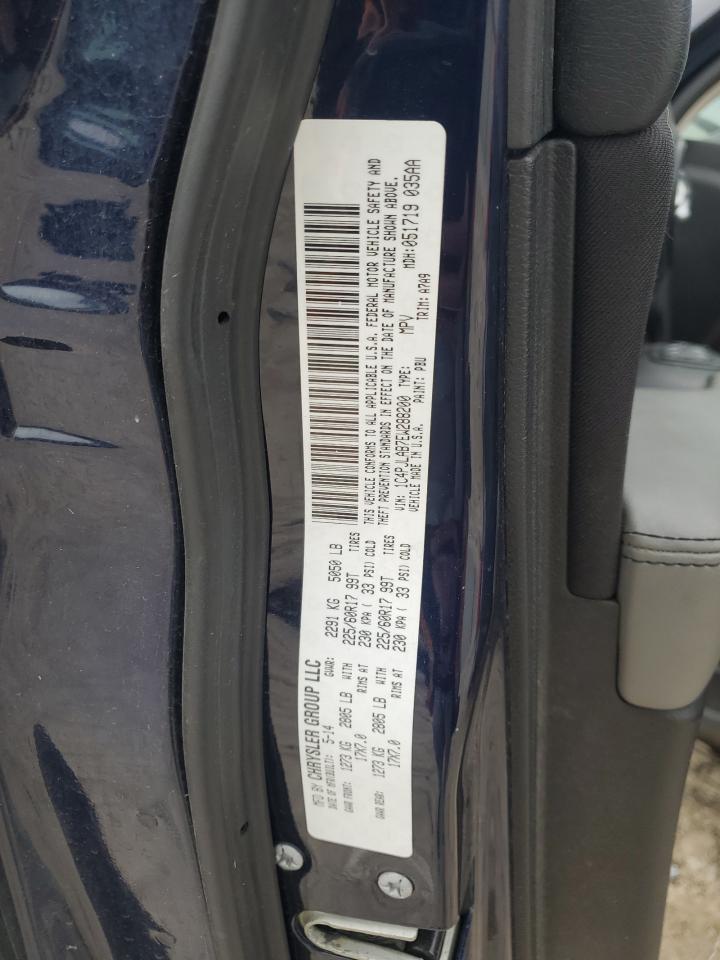 MFD BY CHRYSLER GROUP LLC
DATE OF MFR(BUILT): 5-14 GVWR: 2291 KG 5050 LB
GAWR FRONT: 1273 KG 2805 LB WITH 225/60R17 99T TIRES
17X7.0 RIMS AT 230 KPA ( 33 PSI) COLD
GAWR REAR: 1273 KG 2805 LB WITH 225/60R17 99T TIRES
17X7.0 RIMS AT 230 KPA ( 33 PSI) COLD
THIS VEHICLE CONFORMS TO ALL APPLICABLE U.S.A. FEDERAL MOTOR VEHICLE SAFETY AND
THEFT PREVENTION STANDARDS IN EFFECT ON THE DATE OF MANUFACTURE SHOWN ABOVE.
VIN: 1C4PJLAB7EW288200 TYPE: MPV MDH:051719 035AA
VEHICLE MADE IN U.S.A. PAINT: PBU TRIM: A7A9